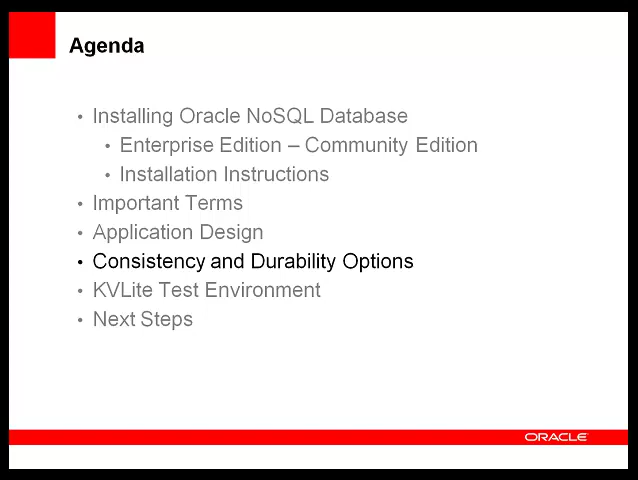 Agenda
• Installing Oracle NoSQL Database
• Enterprise Edition – Community Edition
• Installation Instructions
• Important Terms
• Application Design
• Consistency and Durability Options
• KVLite Test Environment
• Next Steps
ORACLE